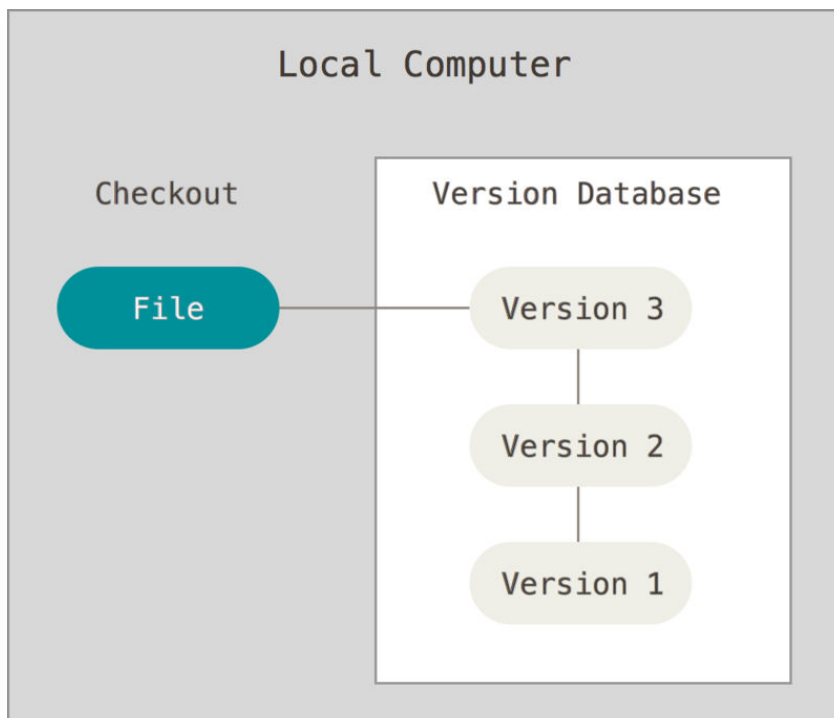 Local Computer
Checkout
Version Database
File
Version 3
Version 2
Version 1